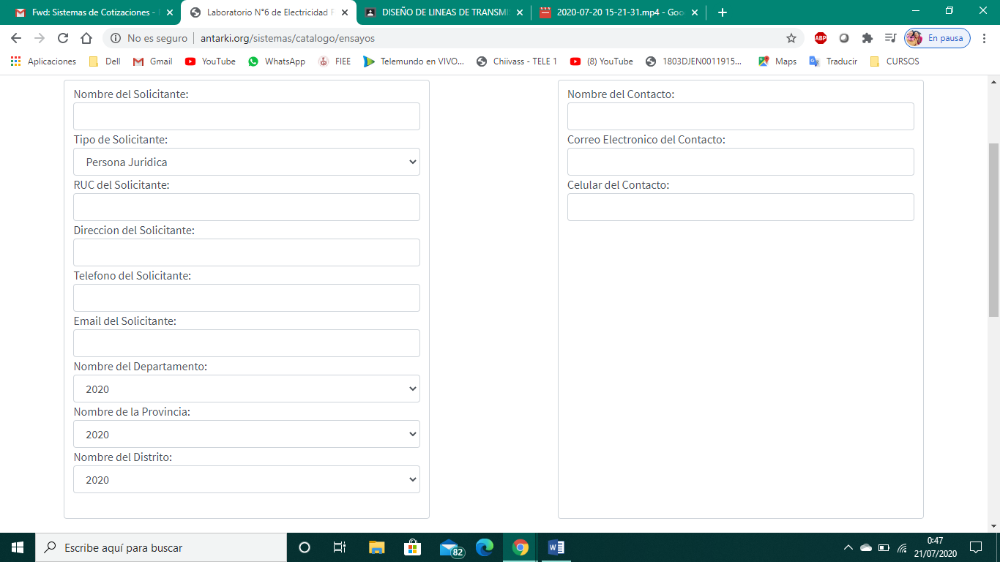 Fwd: Sistemas de Cotizaciones -
Laboratorio N°6 de Electricidad F
DISEÑO DE LINEAS DE TRANSMI
2020-07-20 15-21-31.mp4 - Goo
No es seguro
antarki.org/sistemas/catalogo/ensayos
ABP
En pausa
Aplicaciones
Dell
Gmail
YouTube
WhatsApp
FIEE
Telemundo en VIVO...
Chiivass - TELE 1
(8) YouTube
1803DJEN0011915...
Maps
Traducir
CURSOS
Nombre del Solicitante:
Tipo de Solicitante:
Persona Juridica
RUC del Solicitante:
Direccion del Solicitante:
Telefono del Solicitante:
Email del Solicitante:
Nombre del Departamento:
2020
Nombre de la Provincia:
2020
Nombre del Distrito:
2020
Nombre del Contacto:
Correo Electronico del Contacto:
Celular del Contacto:
Escribe aquí para buscar
82
0:47
21/07/2020